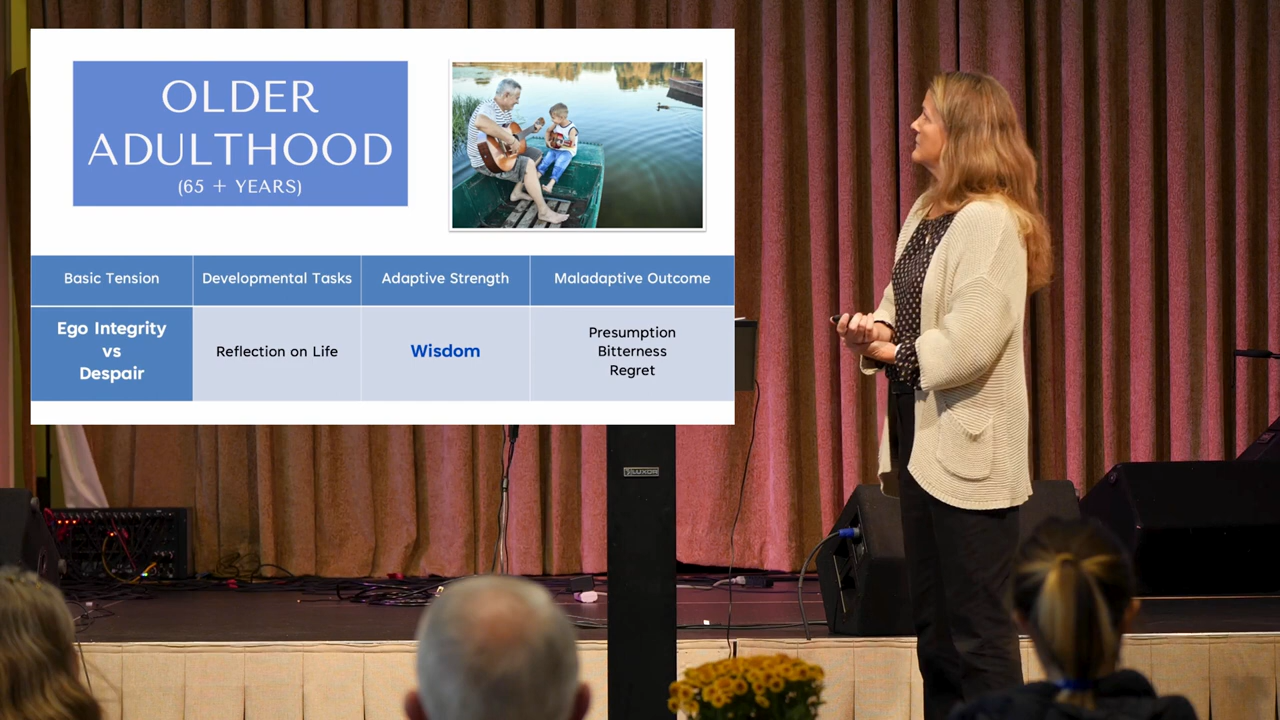 OLDER
ADULTHOOD
(65 + YEARS)
Basic Tension
Developmental Tasks
Adaptive Strength
Maladaptive Outcome
Ego Integrity
vs
Despair
Reflection on Life
Wisdom
Presumption
Bitterness
Regret
LUXOR